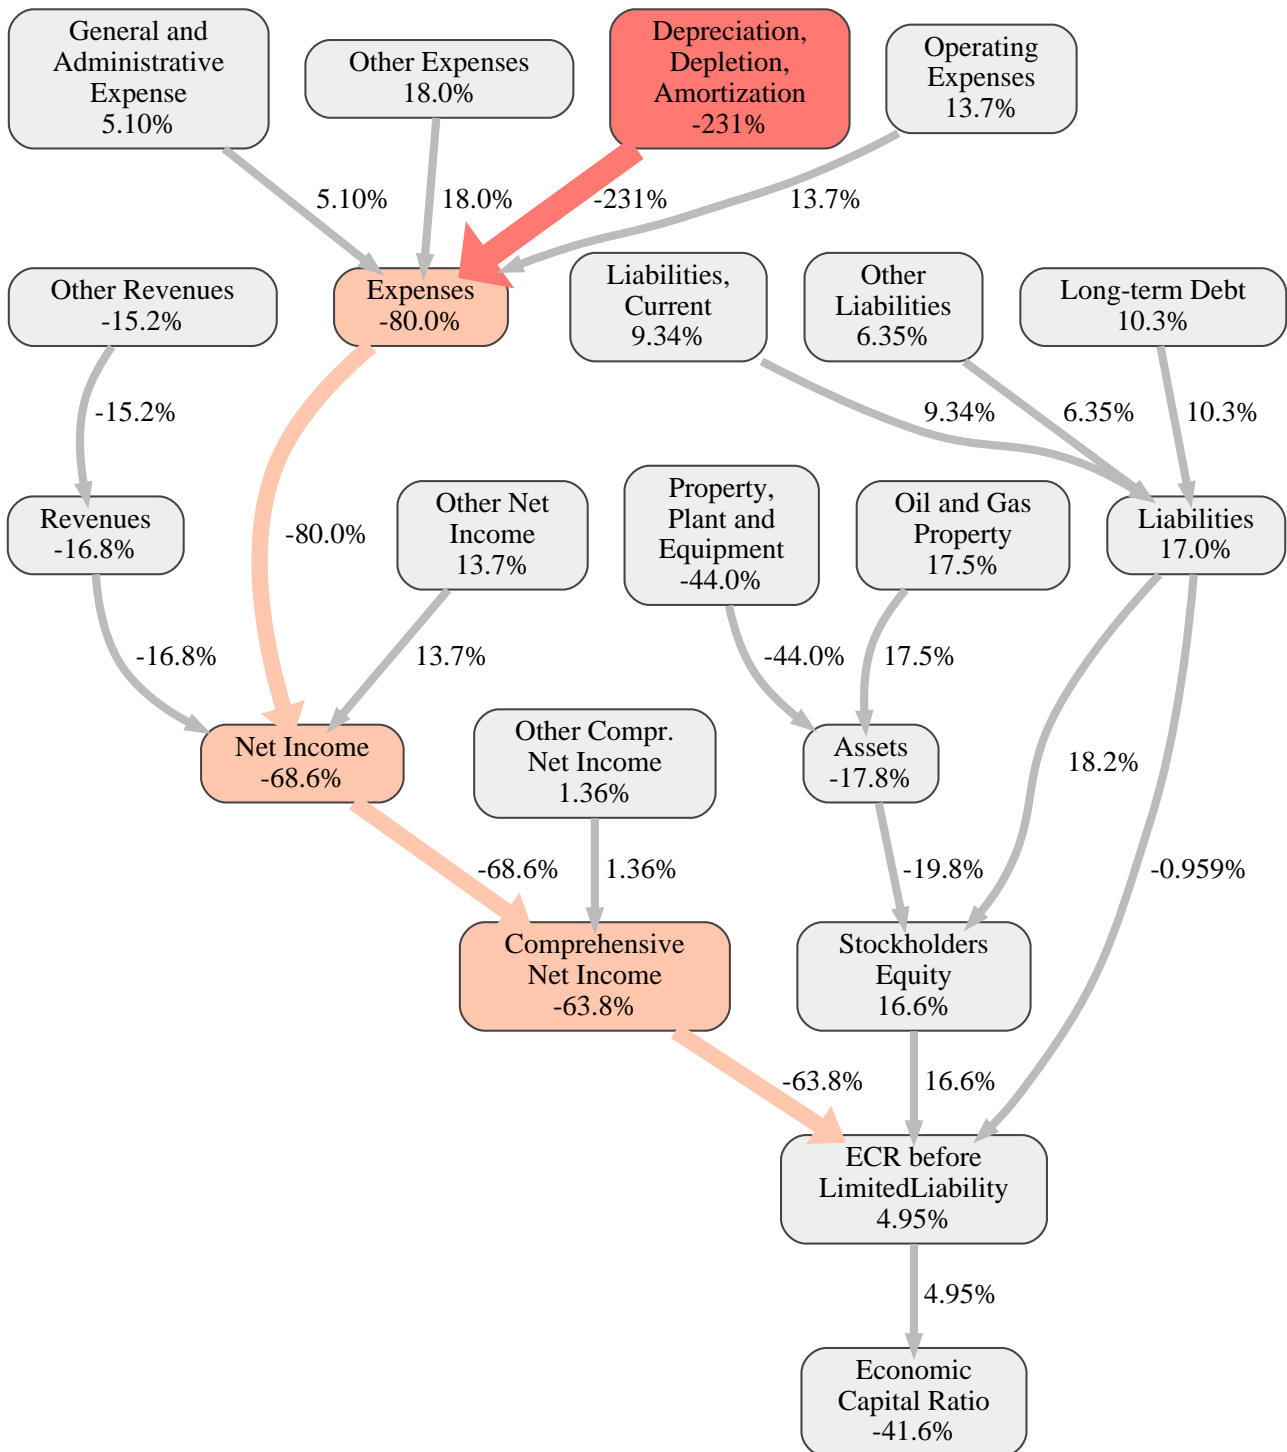 General and
Administrative
Expense
5.10%
Other Expenses
18.0%
Depreciation,
Depletion,
Amortization
-231%
Operating
Expenses
13.7%
5.10%
18.0%
-231%
13.7%
Other Revenues
-15.2%
Expenses
-80.0%
Liabilities,
Current
9.34%
Other
Liabilities
6.35%
Long-term Debt
10.3%
-15.2%
9.34%
6.35%
10.3%
Revenues
-16.8%
-80.0%
Other Net
Income
13.7%
Property,
Plant and
Equipment
-44.0%
Oil and Gas
Property
17.5%
Liabilities
17.0%
-16.8%
13.7%
-44.0%
17.5%
Net Income
-68.6%
Other Compr.
Net Income
1.36%
Assets
-17.8%
18.2%
-68.6%
1.36%
-19.8%
-0.959%
Comprehensive
Net Income
-63.8%
Stockholders
Equity
16.6%
-63.8%
16.6%
ECR before
LimitedLiability
4.95%
4.95%
Economic
Capital Ratio
-41.6%